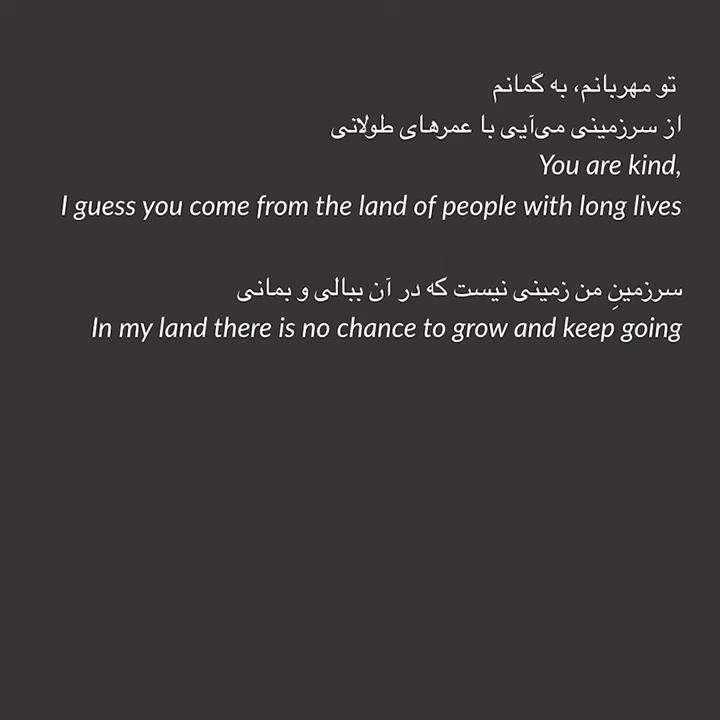 تو مهربانم، به گمانم
از سرزمینی می‌آیی با عمرهای طولانی
You are kind,
I guess you come from the land of people with long lives
سرزمینِ من زمینی نیست که در آن ببالی و بمانی
In my land there is no chance to grow and keep going